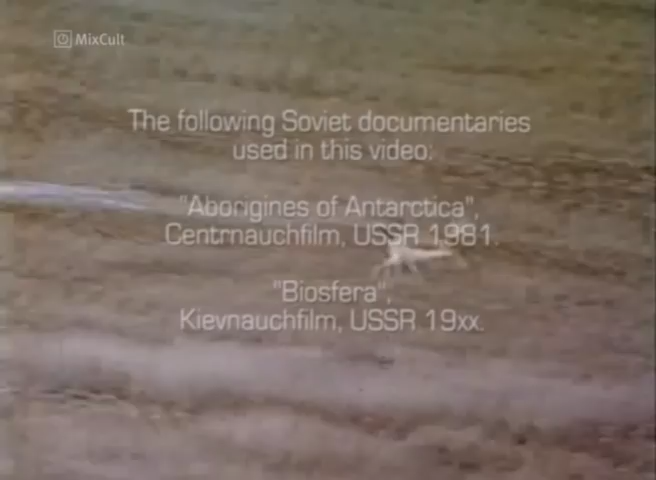 MixCult
The following Soviet documentaries
used in this video:
"Aborigines of Antarctica",
Centrnauchfilm, USSR 1981.
"Biosfera",
Kievnauchfilm, USSR 19xx.